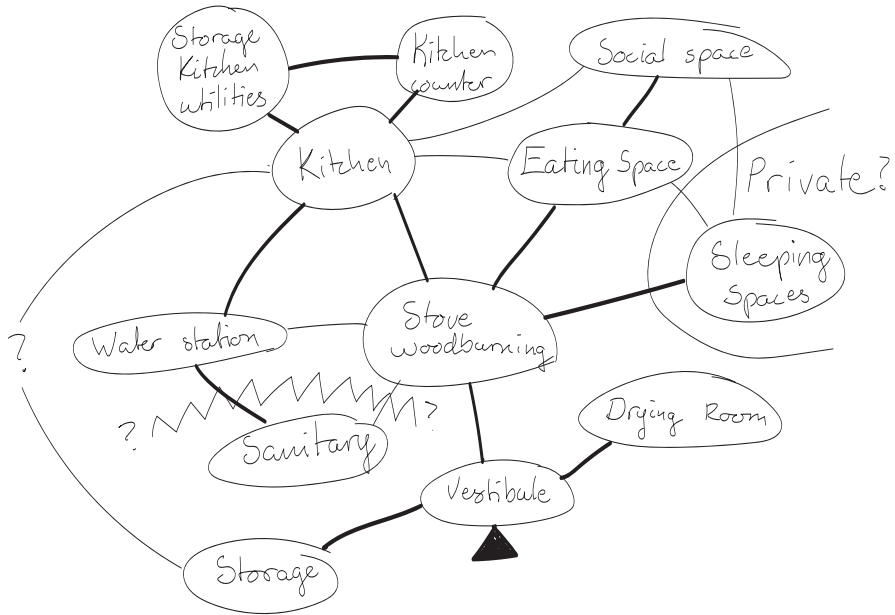 Storage
Kitchen
utilities
Kitchen
counter
Social space
Kitchen
Eating Space
Private?
Sleeping
Spaces
?
Water station
Stove
woodburning
?
?
Sanitary
Drying Room
Vestibule
Storage